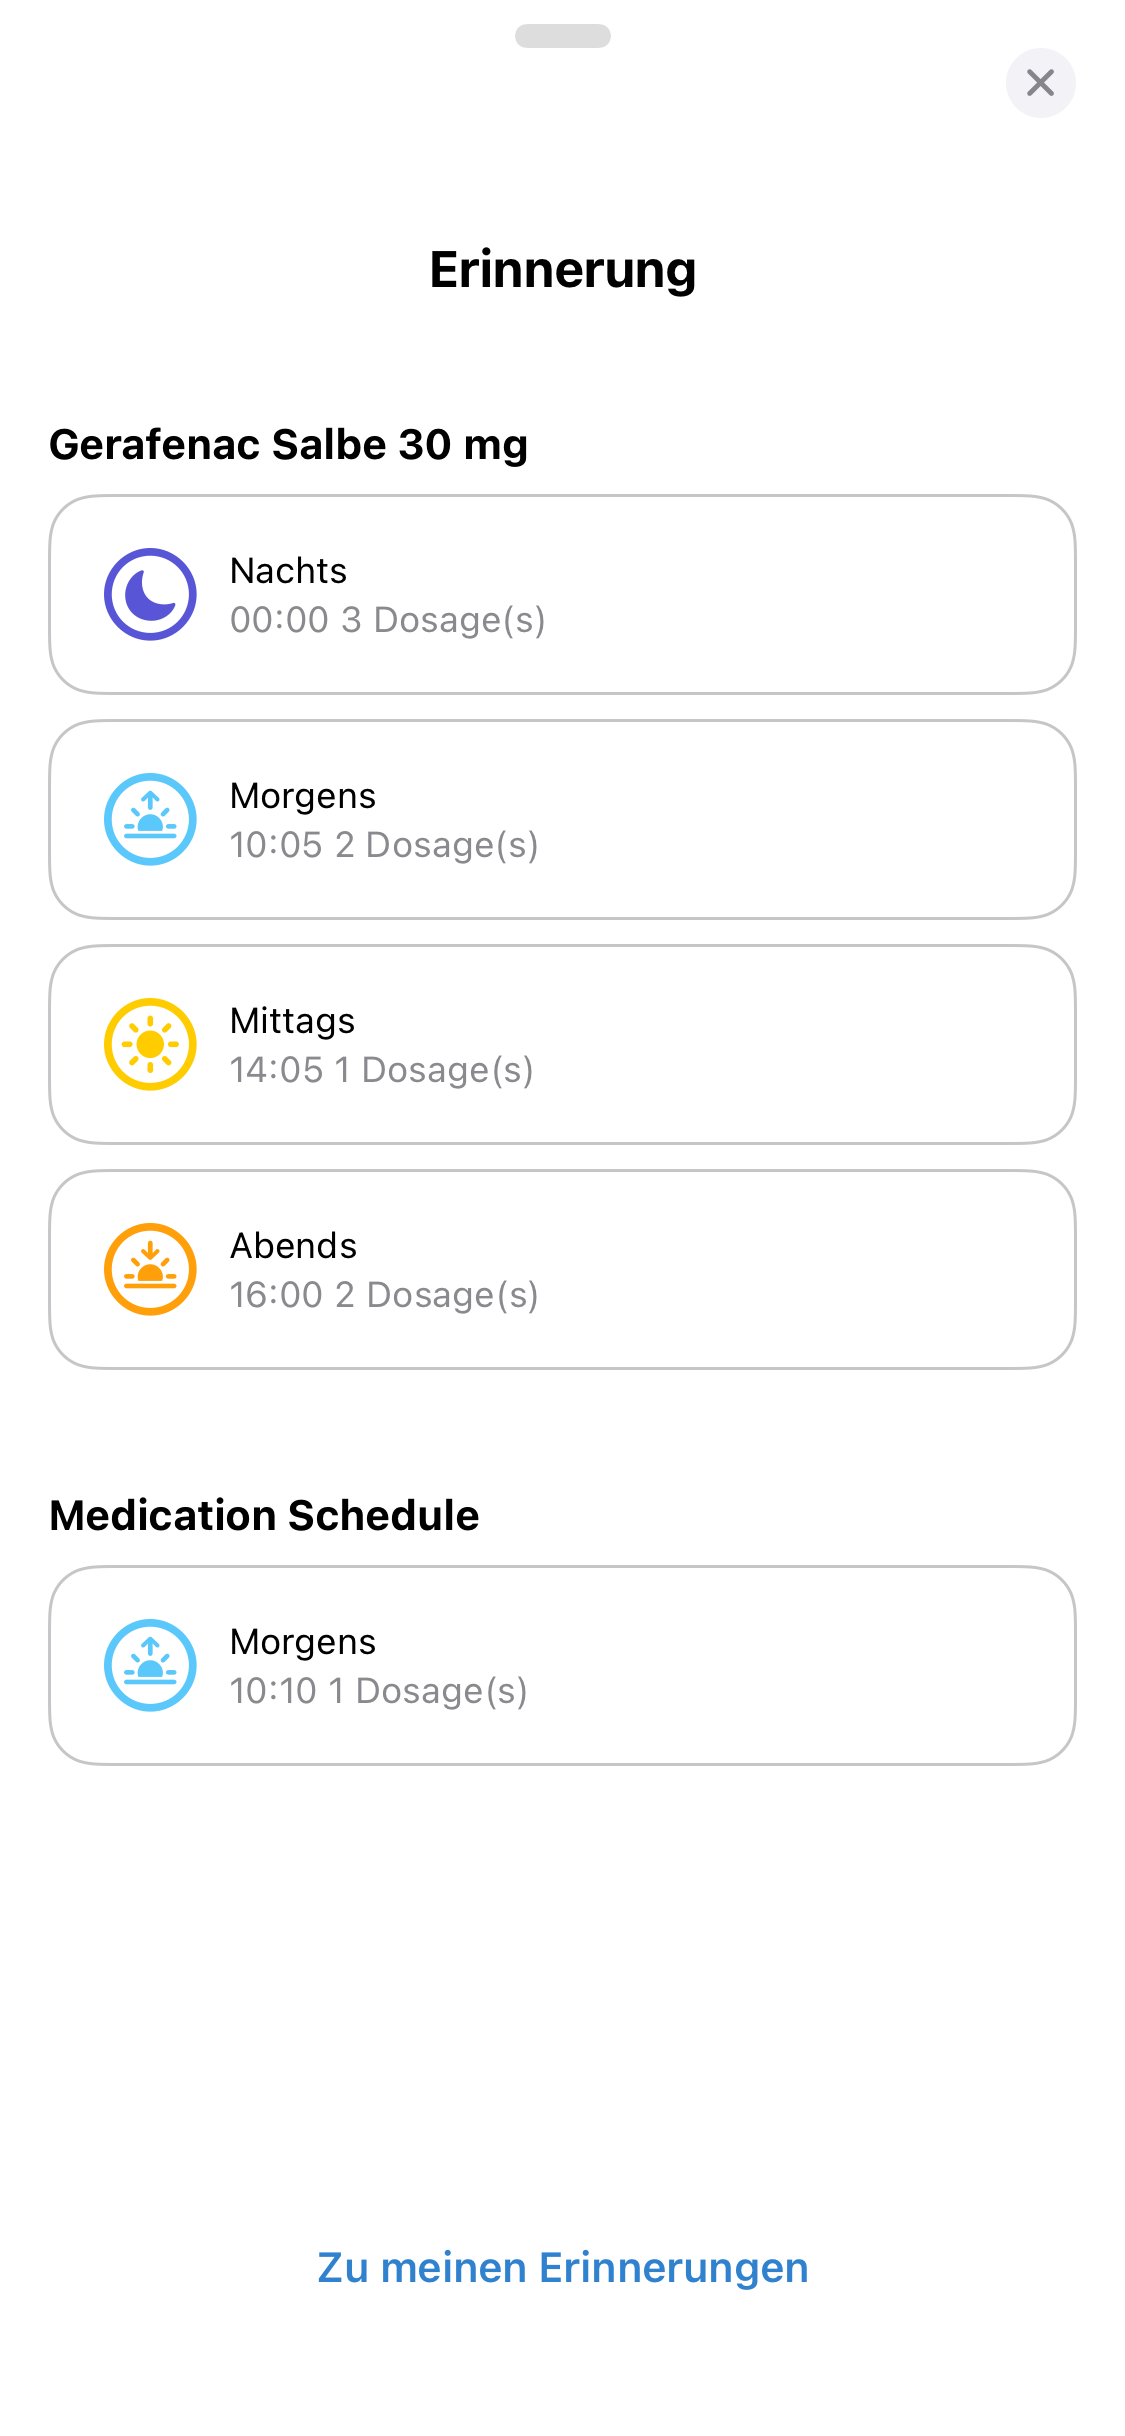 Erinnerung
Gerafenac Salbe 30 mg
Nachts
00:00 3 Dosage(s)
Morgens
10:05 2 Dosage(s)
Mittags
14:05 1 Dosage(s)
Abends
16:00 2 Dosage(s)
Medication Schedule
Morgens
10:10 1 Dosage(s)
Zu meinen Erinnerungen